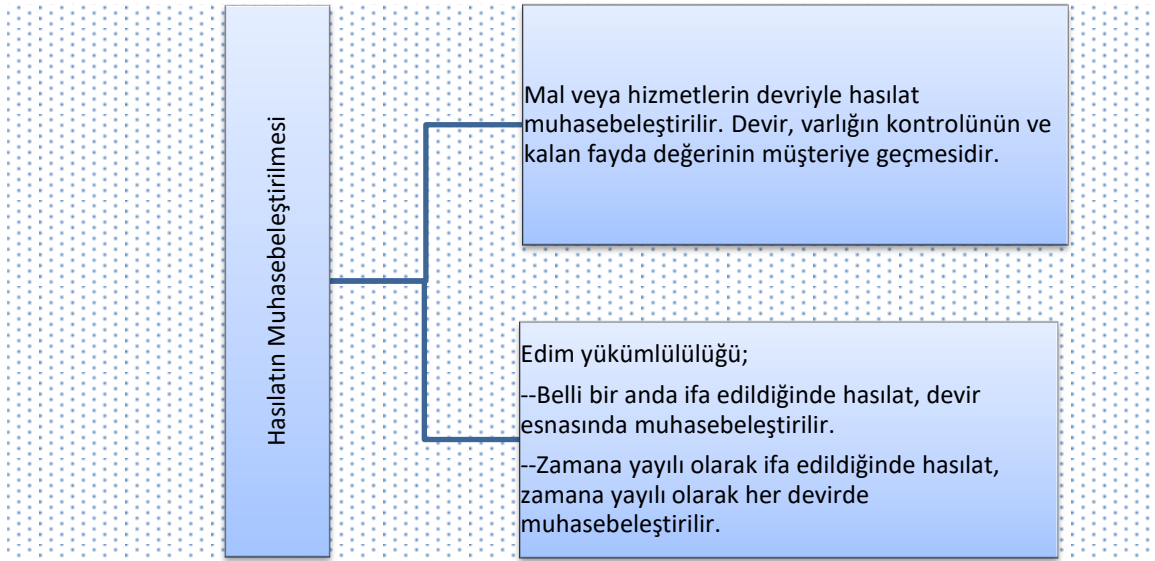 Hasılatın Muhasebeleştirilmesi
Mal veya hizmetlerin devriyle hasılat
muhasebeleştirilir. Devir, varlığın kontrolünün ve
kalan fayda değerinin müşteriye geçmesidir.
Edim yükümlülülüğü;
--Belli bir anda ifa edildiğinde hasılat, devir
esnasında muhasebeleştirilir.
--Zamana yayılı olarak ifa edildiğinde hasılat,
zamana yayılı olarak her devirde
muhasebeleştirilir.